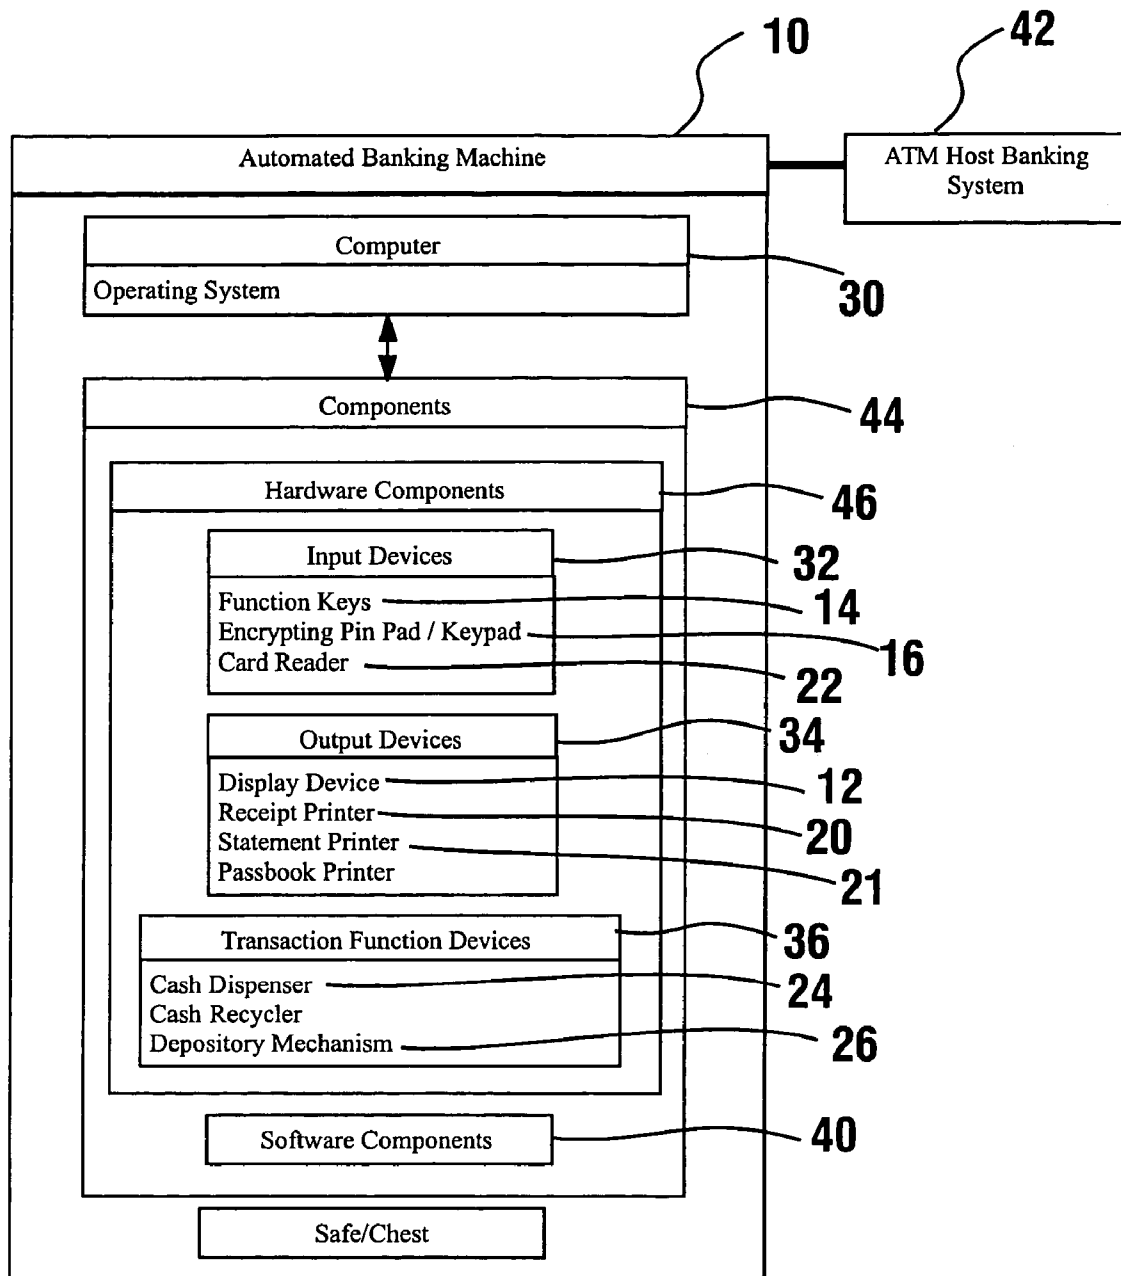 10
42
Automated Banking Machine
ATM Host Banking
System
Computer
30
Operating System
Components
44
Hardware Components
46
Input Devices
32
Function Keys
14
Encrypting Pin Pad / Keypad
16
Card Reader
22
Output Devices
34
Display Device
12
Receipt Printer
20
Statement Printer
21
Passbook Printer
Transaction Function Devices
36
Cash Dispenser
24
Cash Recycler
Depository Mechanism
26
Software Components
40
Safe/Chest